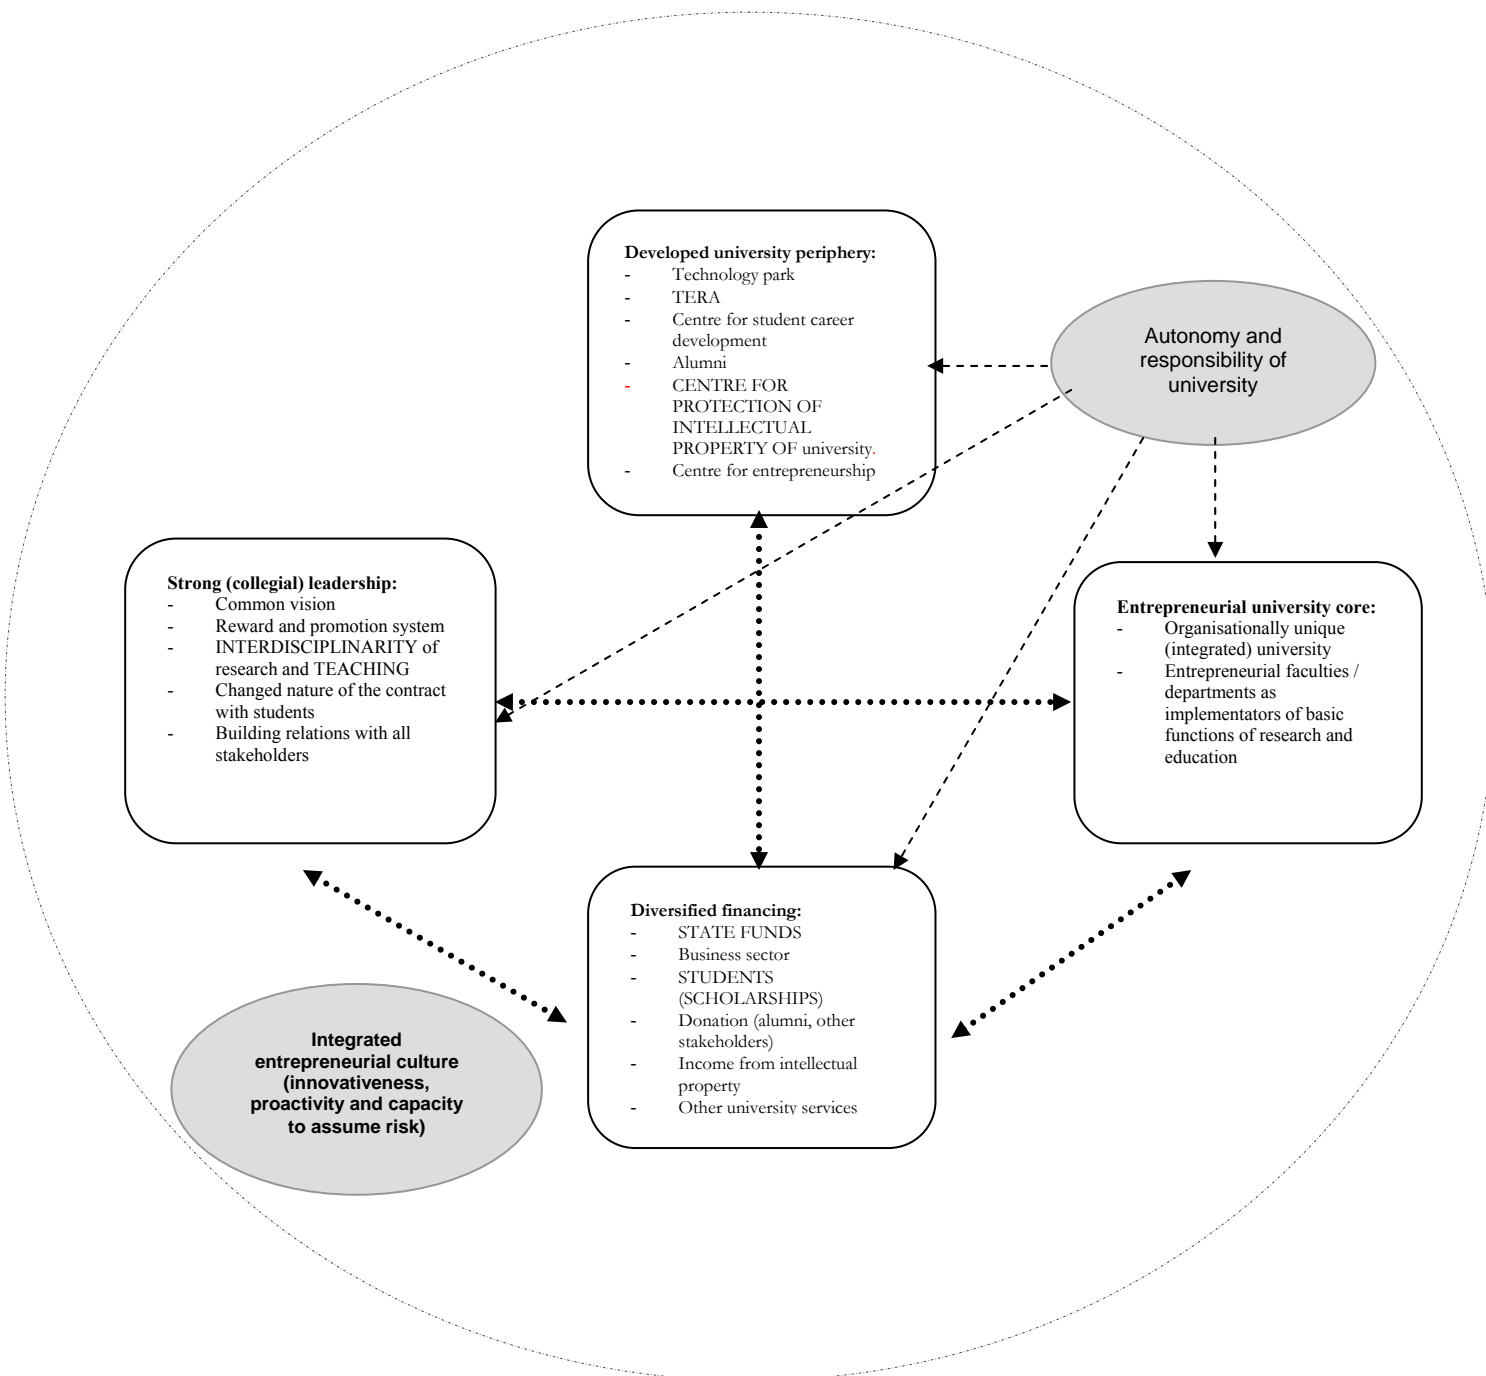 Developed university periphery:
- Technology park
- TERA
- Centre for student career
development
- Alumni
- CENTRE FOR
PROTECTION OF
INTELLECTUAL
PROPERTY OF university.
- Centre for entrepreneurship
Autonomy and
responsibility of
university
Strong (collegial) leadership:
- Common vision
- Reward and promotion system
- INTERDISCIPLINARITY of
research and TEACHING
- Changed nature of the contract
with students
- Building relations with all
stakeholders
Entrepreneurial university core:
- Organisationally unique
(integrated) university
- Entrepreneurial faculties /
departments as
implementators of basic
functions of research and
education
Diversified financing:
- STATE FUNDS
- Business sector
- STUDENTS
(SCHOLARSHIPS)
- Donation (alumni, other
stakeholders)
- Income from intellectual
property
- Other university services
Integrated
entrepreneurial culture
(innovativeness,
proactivity and capacity
to assume risk)